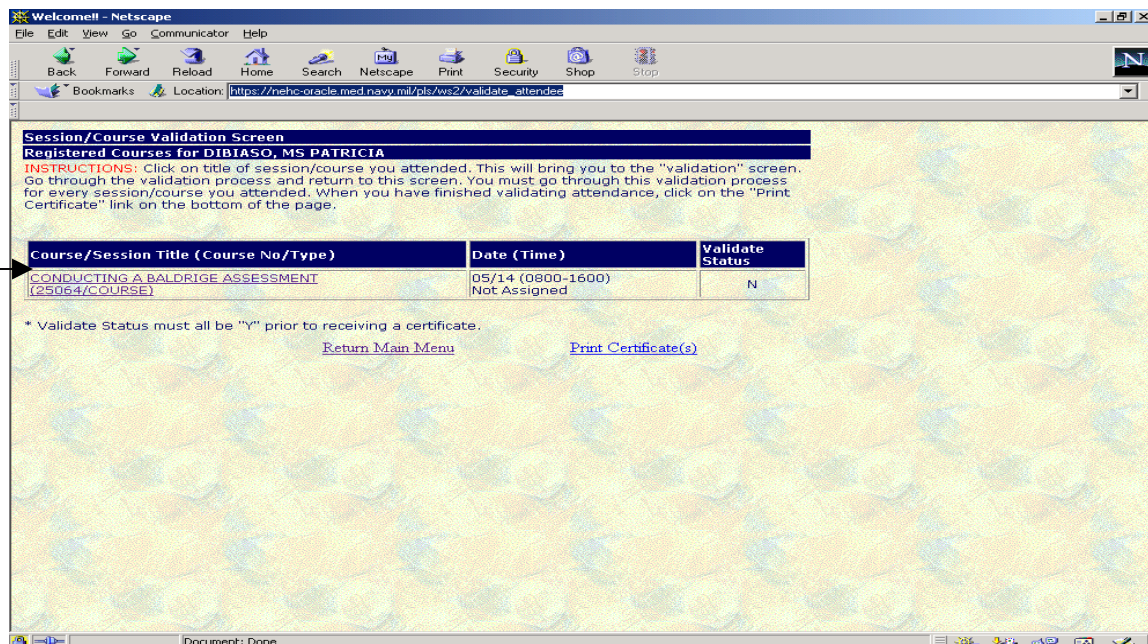 Welcome!! - Netscape
File Edit View Go Communicator Help
Back Forward Reload Home Search Netscape Print Security Shop Stop
My
N
Bookmarks Location: https://nehc-oracle.med.navy.mil/pls/ws2/validate_attendee
Session/Course Validation Screen
Registered Courses for DIBIASO, MS PATRICIA
INSTRUCTIONS: Click on title of session/course you attended. This will bring you to the "validation" screen.
Go through the validation process and return to this screen. You must go through this validation process
for every session/course you attended. When you have finished validating attendance, click on the "Print
Certificate" link on the bottom of the page.
Course/Session Title (Course No/Type) Date (Time) Validate
Status
CONDUCTING A BALDRIGE ASSESSMENT 05/14 (0800-1600) N
(25064/COURSE) Not Assigned
* Validate Status must all be "Y" prior to receiving a certificate.
Return Main Menu Print Certificate(s)
Document: Done